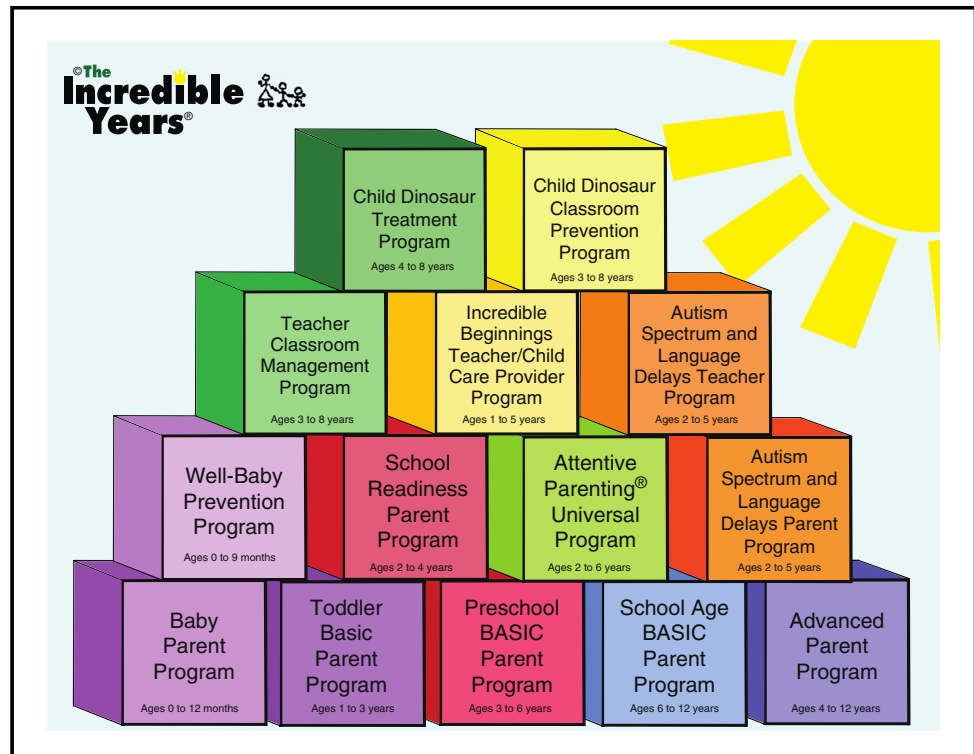 ©The
Incredible
Years®
Child Dinosaur
Treatment
Program
Ages 4 to 8 years
Child Dinosaur
Classroom
Prevention
Program
Ages 3 to 8 years
Teacher
Classroom
Management
Program
Ages 3 to 8 years
Incredible
Beginnings
Teacher/Child
Care Provider
Program
Ages 1 to 5 years
Autism
Spectrum and
Language
Delays Teacher
Program
Ages 2 to 5 years
Well-Baby
Prevention
Program
Ages 0 to 9 months
School
Readiness
Parent
Program
Ages 2 to 4 years
Attentive
Parenting®
Universal
Program
Ages 2 to 6 years
Autism
Spectrum and
Language
Delays Parent
Program
Ages 2 to 5 years
Baby
Parent
Program
Ages 0 to 12 months
Toddler
Basic
Parent
Program
Ages 1 to 3 years
Preschool
BASIC
Parent
Program
Ages 3 to 6 years
School Age
BASIC
Parent
Program
Ages 6 to 12 years
Advanced
Parent
Program
Ages 4 to 12 years